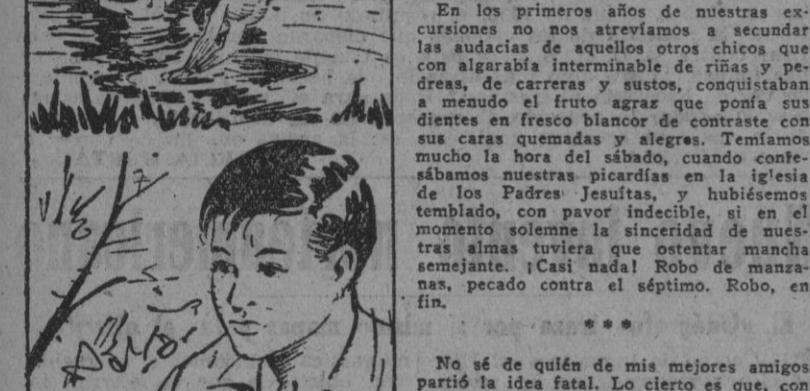 En los primeros años de nuestras ex-
cursiones no nos atrevíamos a secundar
las audacias de aquellos otros chicos que
con algarabía interminable de riñas y pe-
dreas, de carreras y sustos, conquistaban
a menudo el fruto agraz que ponía sus
dientes en fresco blancor de contraste con
sus caras quemadas y alegres. Temíamos
mucho la hora del sábado, cuando confe-
sábamos nuestras picardías en la iglesia
de los Padres Jesuítas, y hubiésemos
temblado, con pavor indecible, si en el
momento solemne la sinceridad de nues-
tras almas tuviera que ostentar mancha
semejante. ¡Casi nada! Robo de manza-
nas, pecado contra el séptimo. Robo, en
fin.
* * *
No sé de quién de mis mejores amigos
partió la idea fatal. Lo cierto es que, con